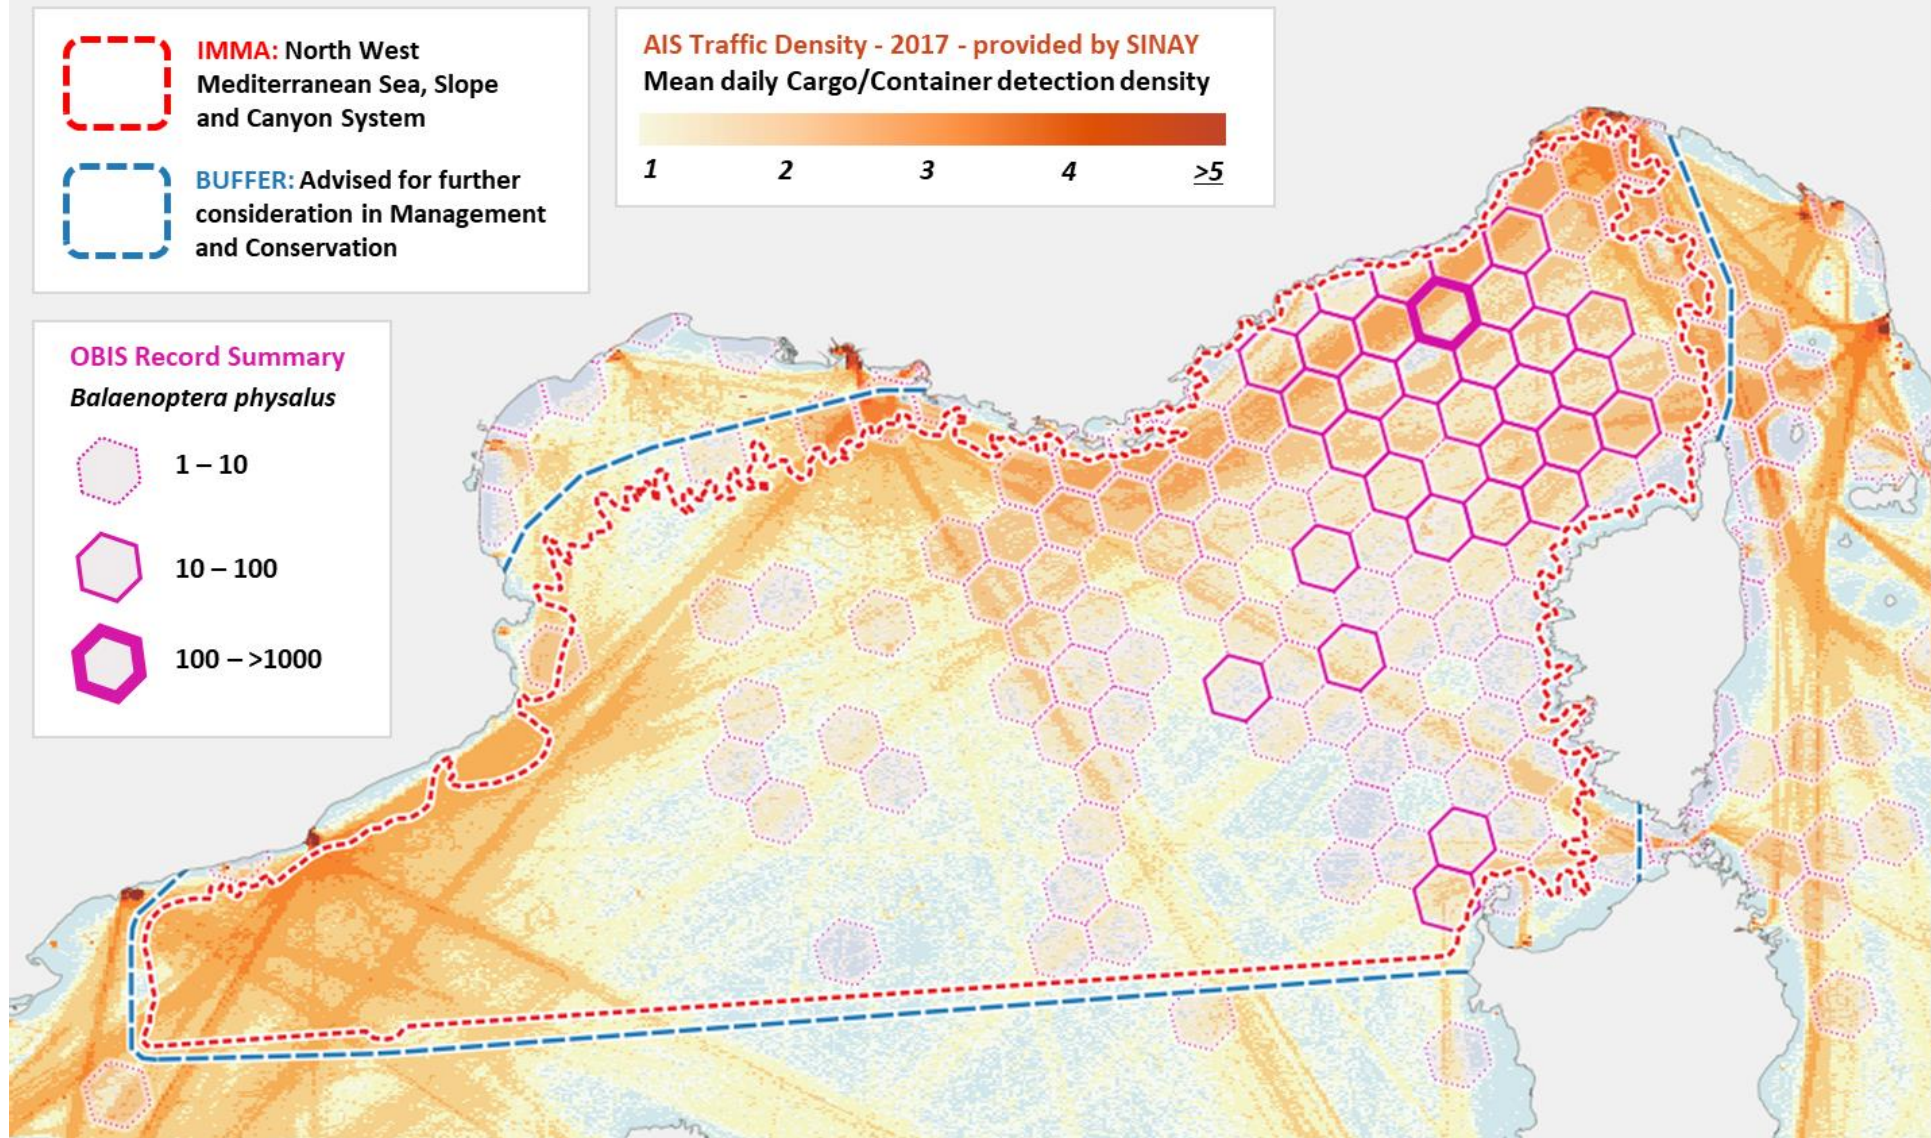 IMMA: North West
Mediterranean Sea, Slope
and Canyon System
BUFFER: Advised for further
consideration in Management
and Conservation
AIS Traffic Density - 2017 - provided by SINAY
Mean daily Cargo/Container detection density
1 2 3 4 >5
OBIS Record Summary
Balaenoptera physalus
1 – 10
10 – 100
100 – >1000